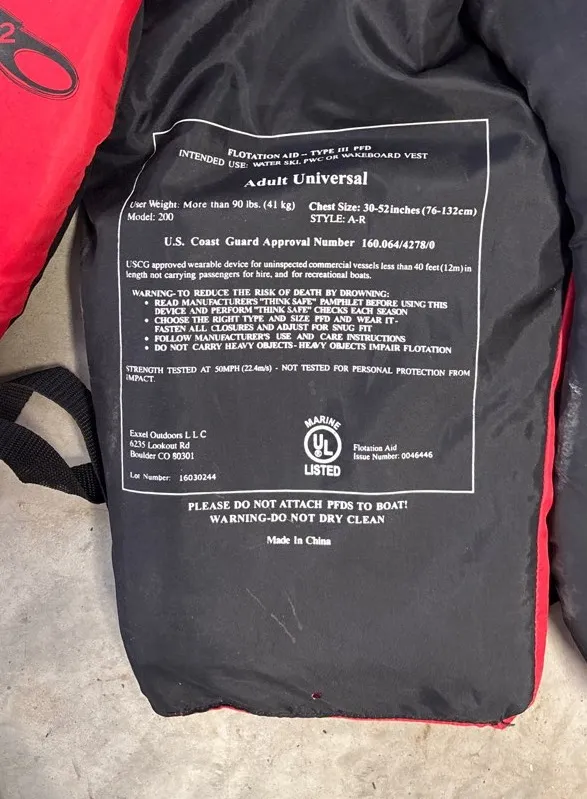 2
FLOTATION AID - TYPE III PFD
INTENDED USE: WATER SKI, PWC OR WAKEBOARD VEST
Adult Universal
User Weight: More than 90 lbs. (41 kg) Chest Size: 30-52inches (76-132cm)
Model: 200 STYLE: A-R
U.S. Coast Guard Approval Number 160.064/4278/0
USCG approved wearable device for uninspected commercial vessels less than 40 feet (12m) in
length not carrying passengers for hire, and for recreational boats.
WARNING- TO REDUCE THE RISK OF DEATH BY DROWNING:
• READ MANUFACTURER'S "THINK SAFE" PAMPHLET BEFORE USING THIS
DEVICE AND PERFORM "THINK SAFE" CHECKS EACH SEASON
• CHOOSE THE RIGHT TYPE AND SIZE PFD AND WEAR IT-
FASTEN ALL CLOSURES AND ADJUST FOR SNUG FIT
• FOLLOW MANUFACTURER'S USE AND CARE INSTRUCTIONS
• DO NOT CARRY HEAVY OBJECTS- HEAVY OBJECTS IMPAIR FLOTATION
STRENGTH TESTED AT 50MPH (22.4m/s) - NOT TESTED FOR PERSONAL PROTECTION FROM
IMPACT.
Exxel Outdoors L L C
6235 Lookout Rd
Boulder CO 80301
Lot Number: 16030244
MARINE
UL
LISTED
Flotation Aid
Issue Number: 0046446
PLEASE DO NOT ATTACH PFDS TO BOAT!
WARNING-DO NOT DRY CLEAN
Made In China